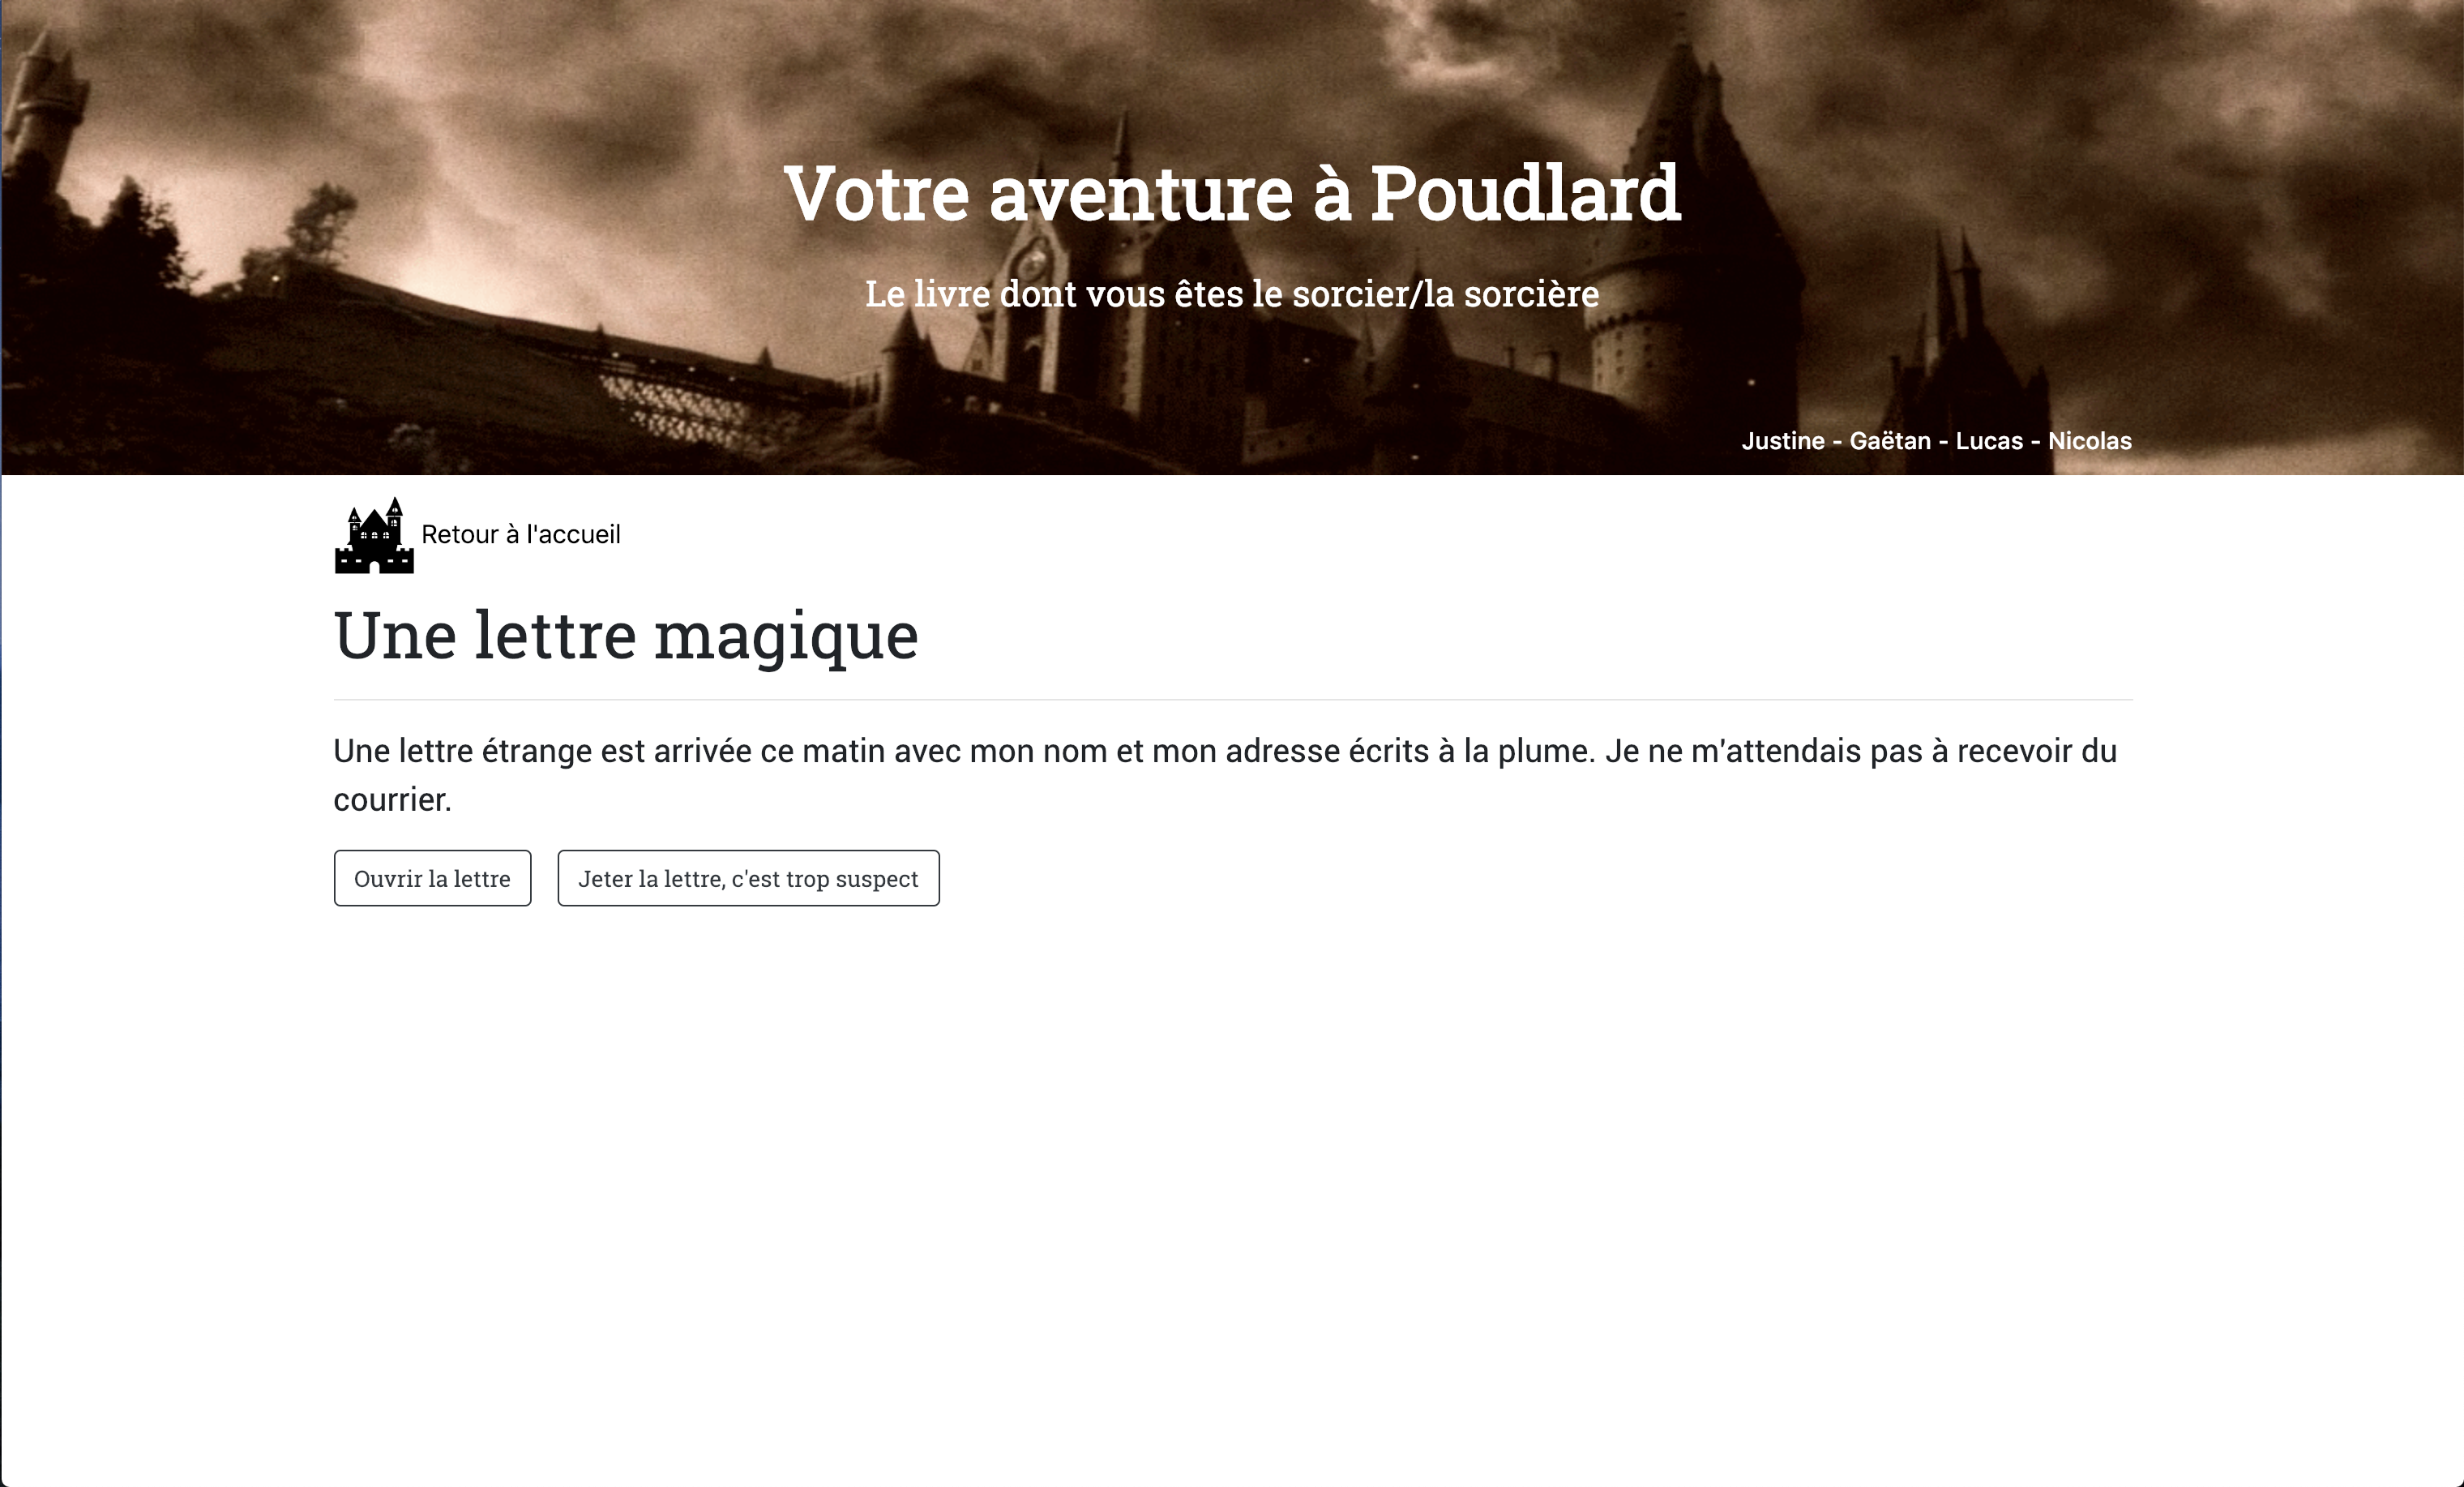 Votre aventure à Poudlard
Le livre dont vous êtes le sorcier/la sorcière
Justine - Gaëtan - Lucas - Nicolas
Retour à l'accueil
Une lettre magique
Une lettre étrange est arrivée ce matin avec mon nom et mon adresse écrits à la plume. Je ne m'attendais pas à recevoir du
courrier.
Ouvrir la lettre
Jeter la lettre, c'est trop suspect